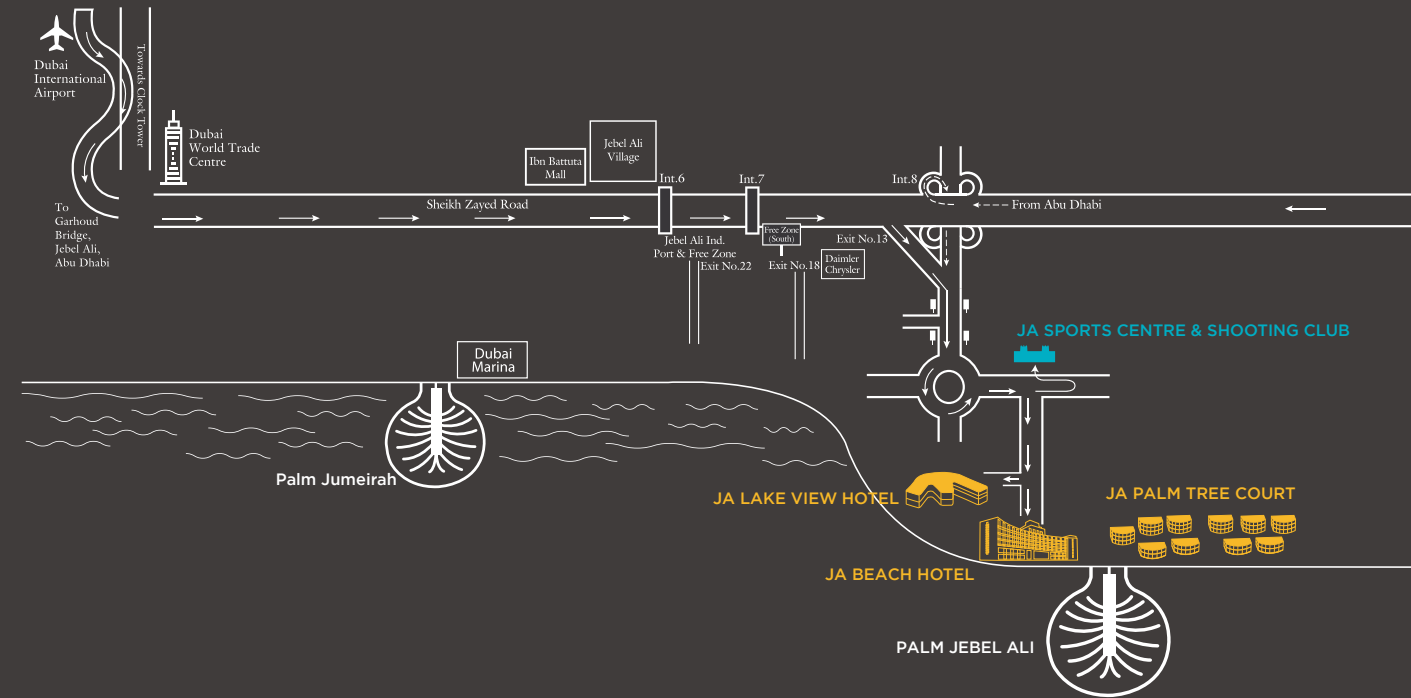 Dubai
International
Airport
Towards Clock Tower
Dubai
World Trade
Centre
To
Garhoud
Bridge,
Jebel Ali,
Abu Dhabi
Sheikh Zayed Road
Ibn Battuta
Mall
Jebel Ali
Village
Int.6
Int.7
Int.8
From Abu Dhabi
Jebel Ali Ind.
Port & Free Zone
Exit No.22
Free Zone
(South)
Exit No.18
Daimler
Chrysler
Exit No.13
JA SPORTS CENTRE & SHOOTING CLUB
Dubai
Marina
Palm Jumeirah
JA LAKE VIEW HOTEL
JA PALM TREE COURT
JA BEACH HOTEL
PALM JEBEL ALI